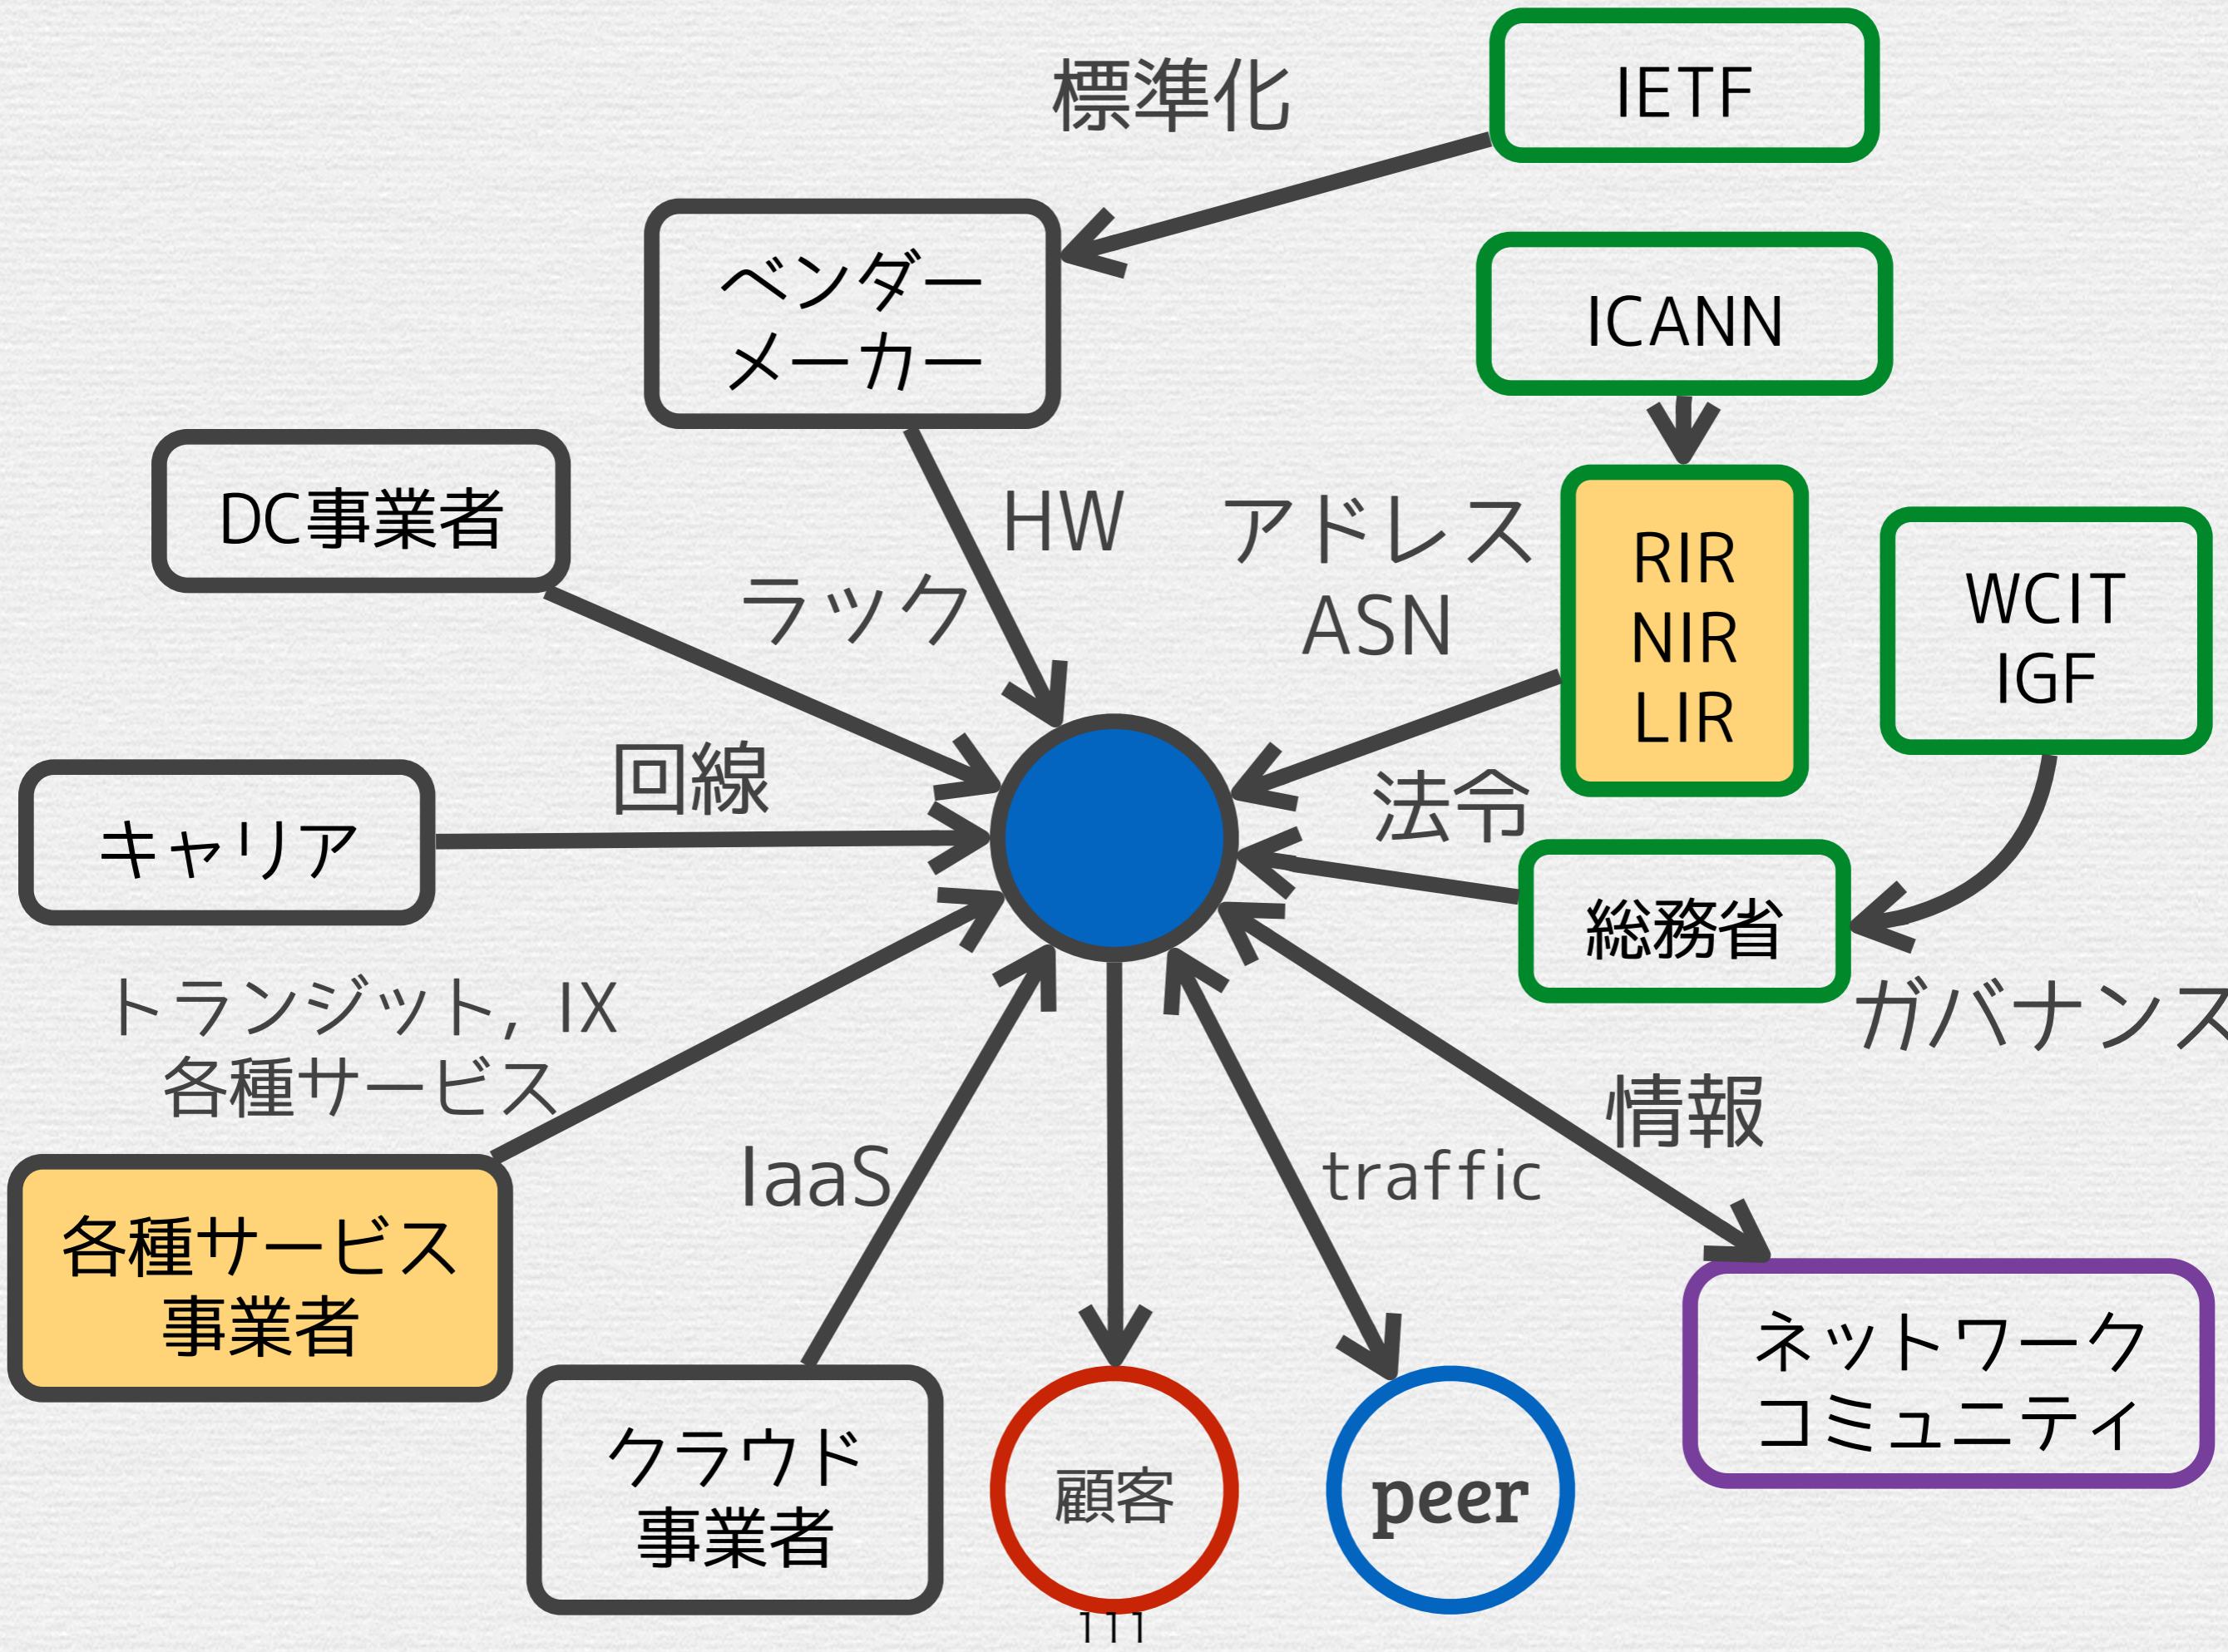 標準化
IETF
ベンダー
メーカー
ICANN
DC事業者
HW
アドレス
ASN
RIR
NIR
LIR
WCIT
IGF
ラック
回線
キャリア
法令
総務省
ガバナンス
トランジット, IX
各種サービス
情報
IaaS
traffic
各種サービス
事業者
ネットワーク
コミュニティ
クラウド
事業者
顧客
peer
111